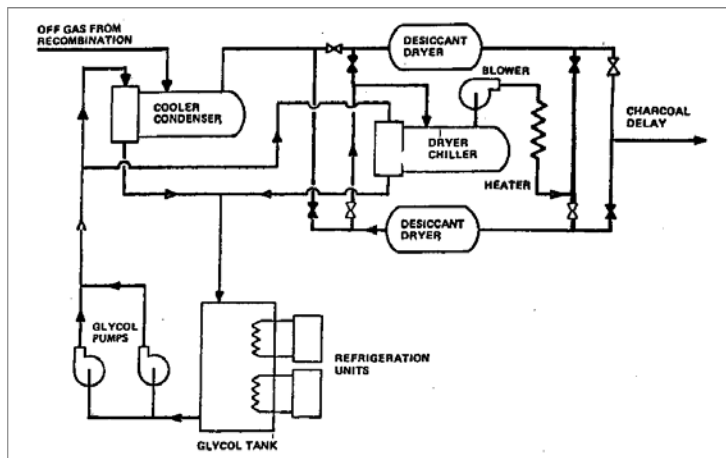 OFF GAS FROM
RECOMBINATION
DESICCANT
DRYER
BLOWER
COOLER
CONDENSER
DRYER
CHILLER
CHARCOAL
DELAY
HEATER
DESICCANT
DRYER
GLYCOL
PUMPS
REFRIGERATION
UNITS
GLYCOL TANK